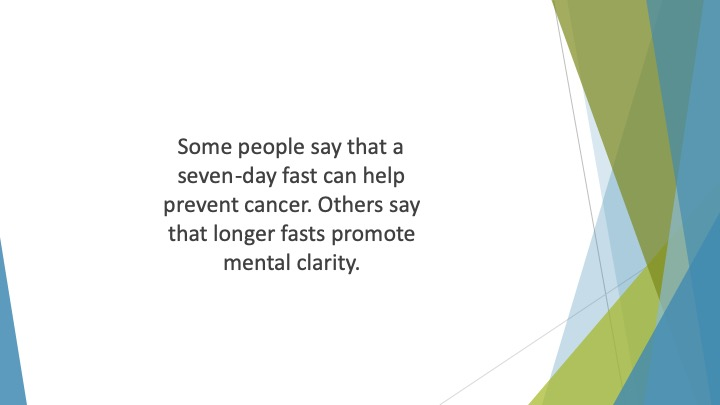 Some people say that a
seven-day fast can help
prevent cancer. Others say
that longer fasts promote
mental clarity.